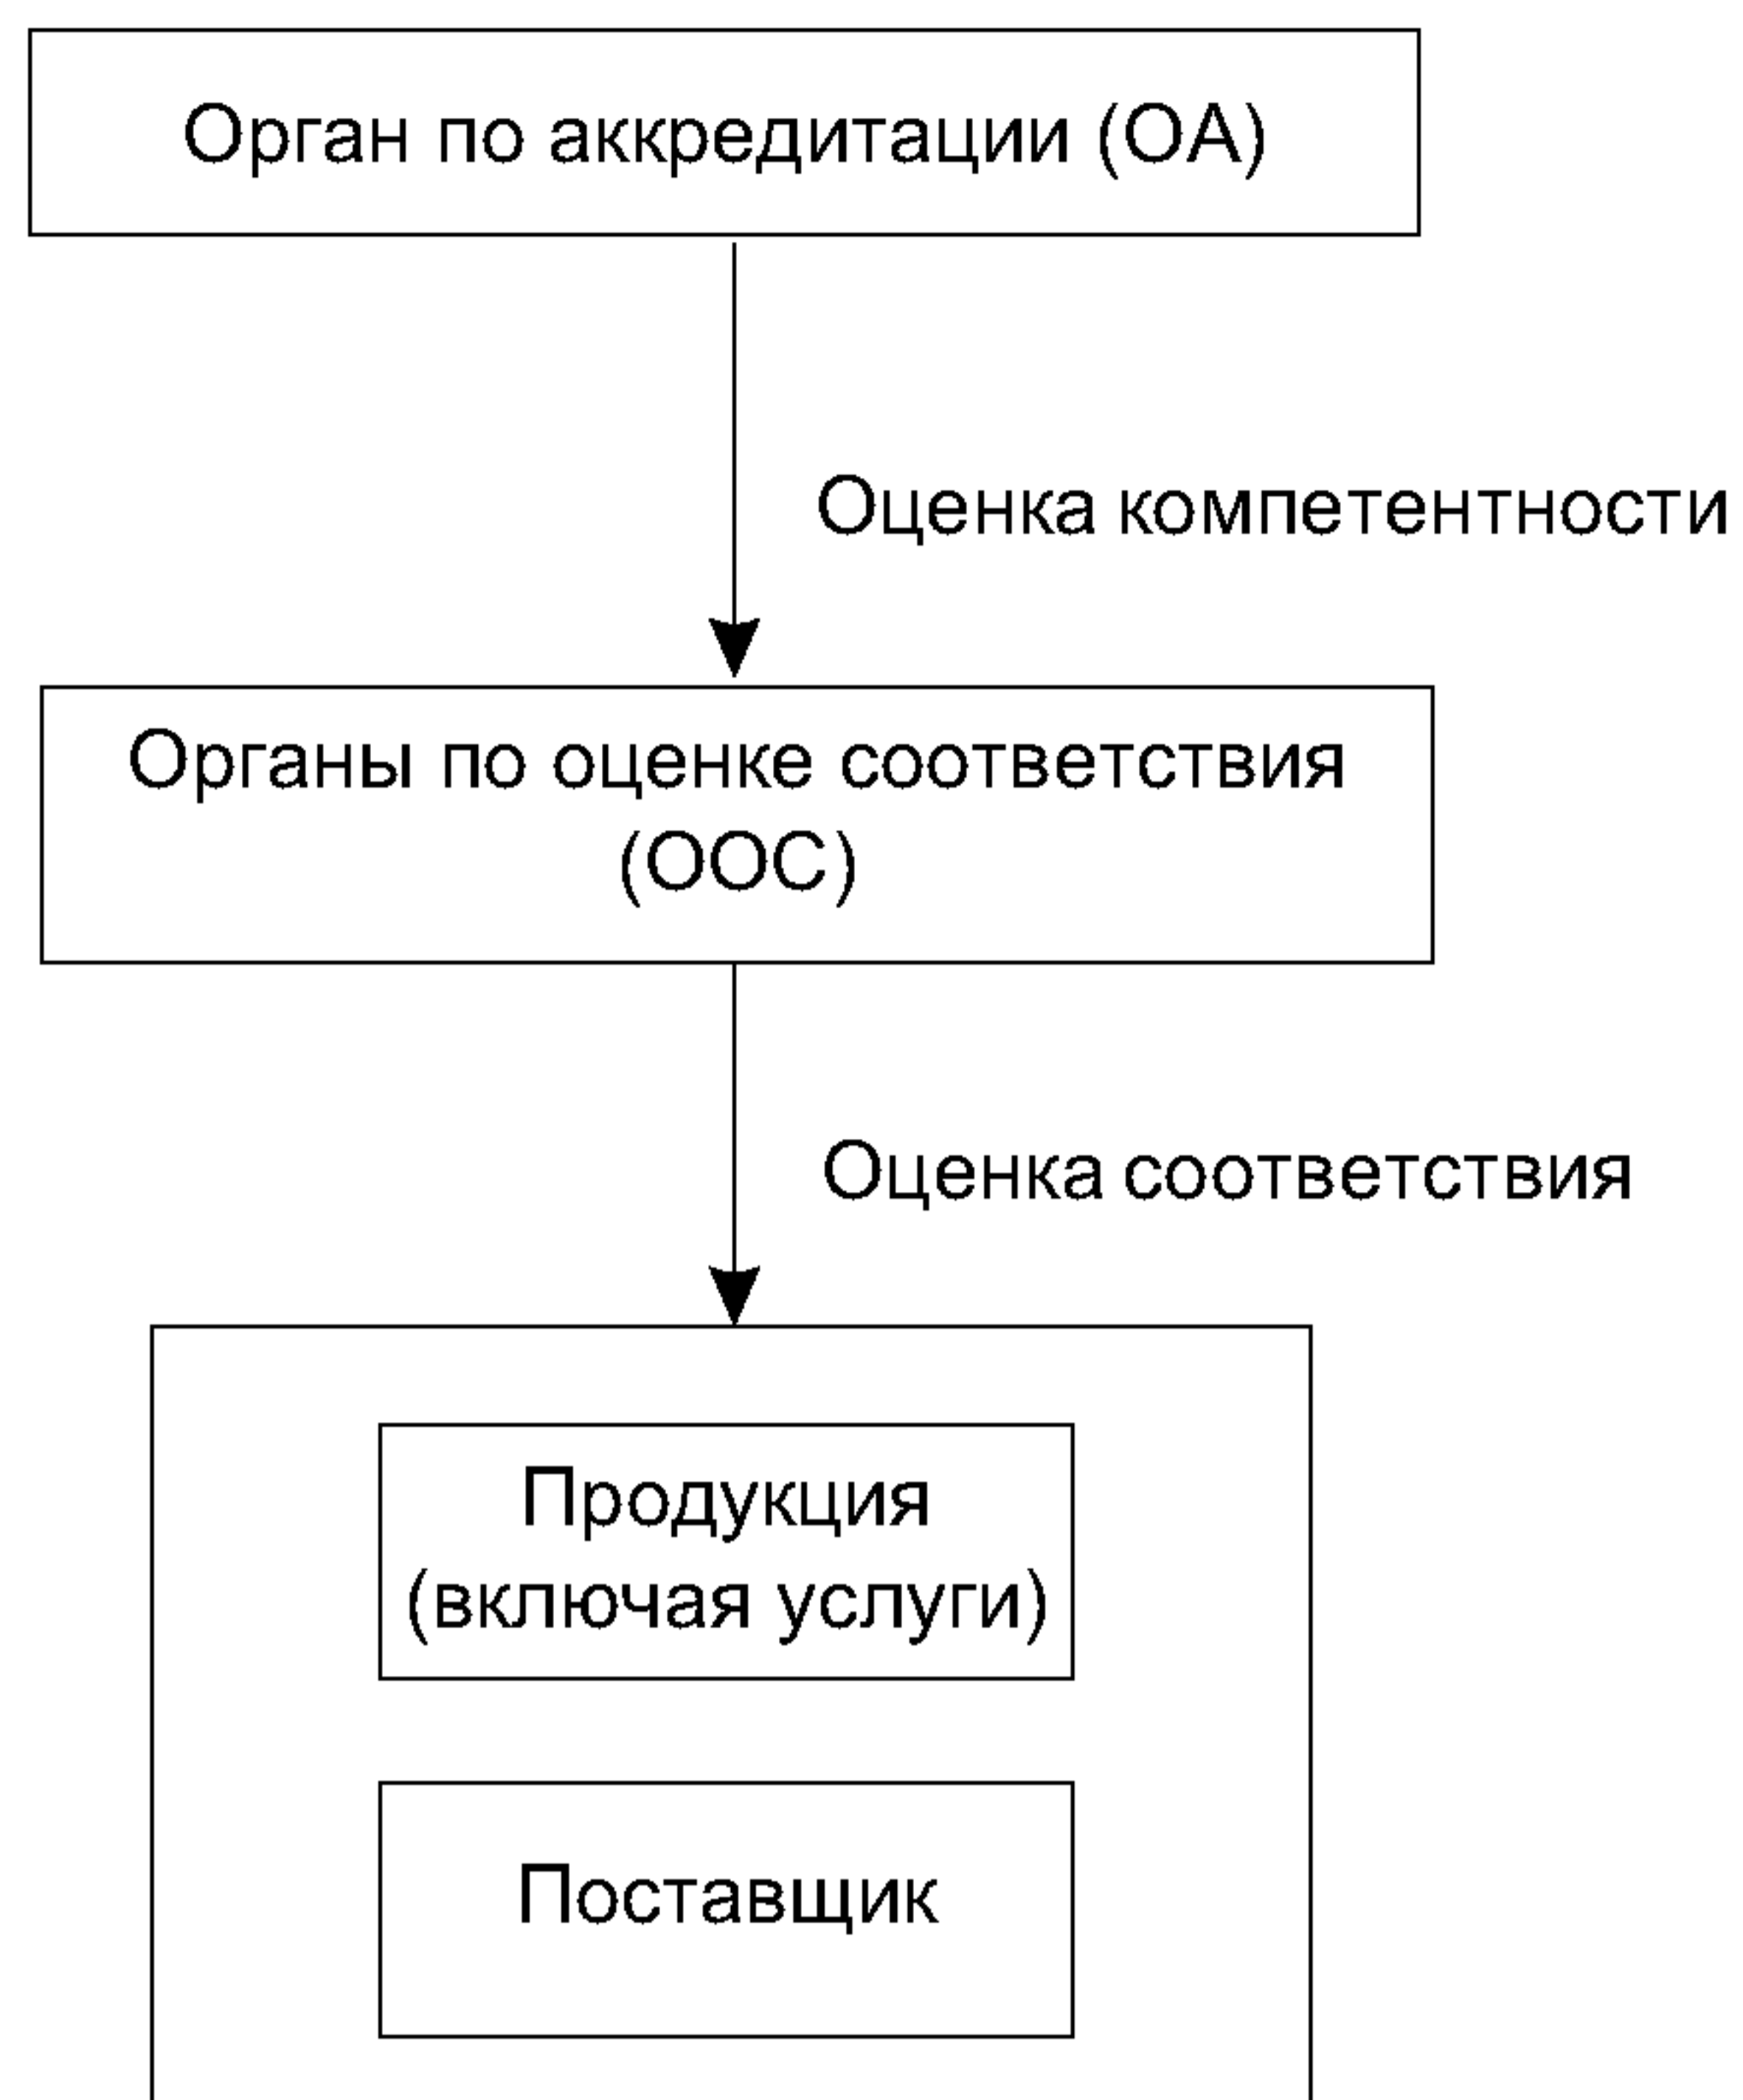 Орган по аккредитации (ОА)
Оценка компетентности
Органы по оценке соответствия
(ООС)
Оценка соответствия
Продукция
(включая услуги)
Поставщик